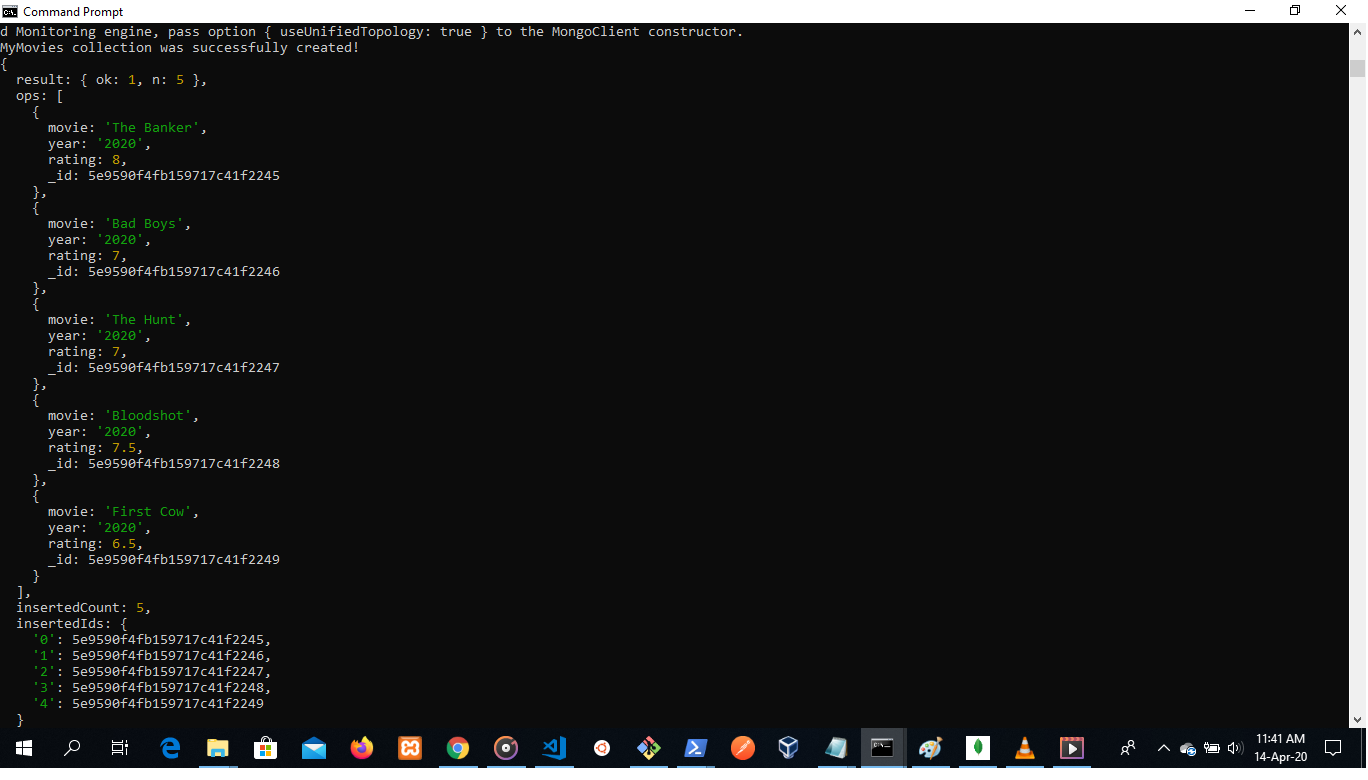 Command Prompt
d Monitoring engine, pass option { useUnifiedTopology: true } to the MongoClient constructor.
MyMovies collection was successfully created!
{
  result: { ok: 1, n: 5 },
  ops: [
    {
      movie: 'The Banker',
      year: '2020',
      rating: 8,
      _id: 5e9590f4fb159717c41f2245
    },
    {
      movie: 'Bad Boys',
      year: '2020',
      rating: 7,
      _id: 5e9590f4fb159717c41f2246
    },
    {
      movie: 'The Hunt',
      year: '2020',
      rating: 7,
      _id: 5e9590f4fb159717c41f2247
    },
    {
      movie: 'Bloodshot',
      year: '2020',
      rating: 7.5,
      _id: 5e9590f4fb159717c41f2248
    },
    {
      movie: 'First Cow',
      year: '2020',
      rating: 6.5,
      _id: 5e9590f4fb159717c41f2249
    }
  ],
  insertedCount: 5,
  insertedIds: {
    '0': 5e9590f4fb159717c41f2245,
    '1': 5e9590f4fb159717c41f2246,
    '2': 5e9590f4fb159717c41f2247,
    '3': 5e9590f4fb159717c41f2248,
    '4': 5e9590f4fb159717c41f2249
  }
11:41 AM
14-Apr-20